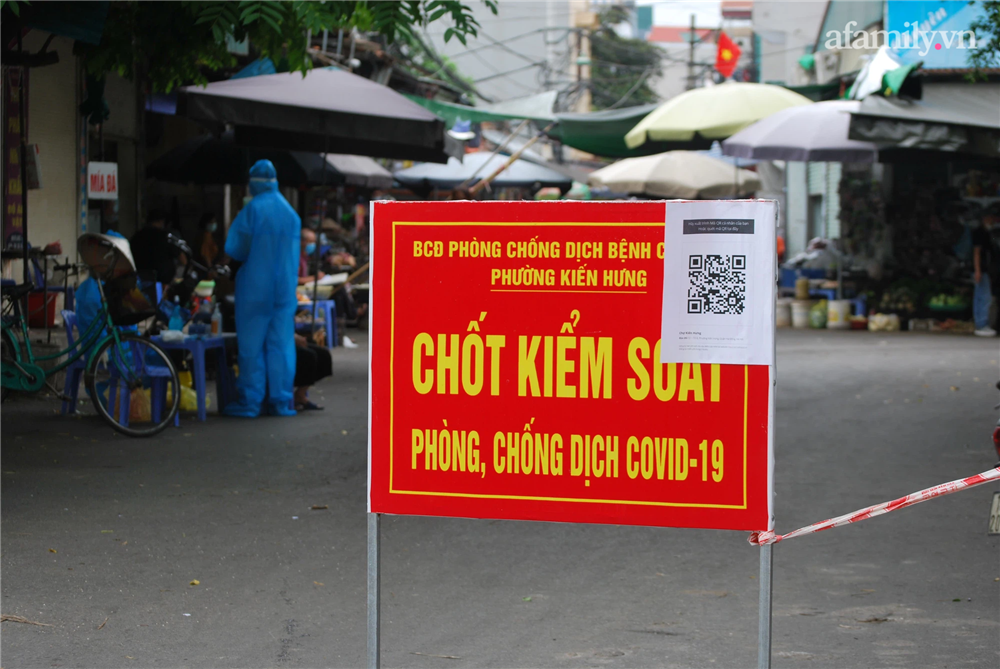 afamily.vn
MÍA ĐÁ
BCĐ PHÒNG CHỐNG DỊCH BỆNH C
PHƯỜNG KIẾN HƯNG
CHỐT KIỂM SOÁT
PHÒNG, CHỐNG DỊCH COVID-19